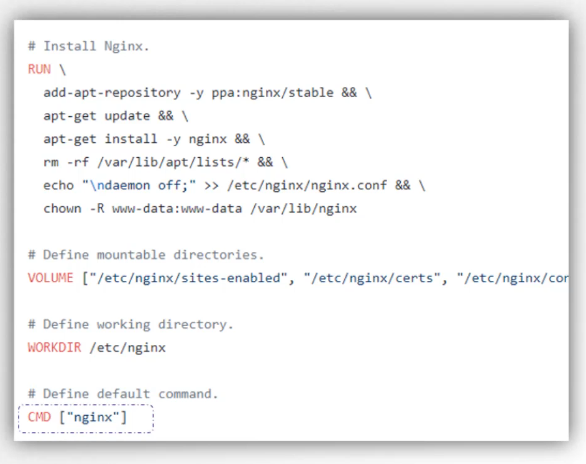 # Install Nginx.
RUN \
  add-apt-repository -y ppa:nginx/stable && \
  apt-get update && \
  apt-get install -y nginx && \
  rm -rf /var/lib/apt/lists/* && \
  echo "\ndaemon off;" >> /etc/nginx/nginx.conf && \
  chown -R www-data:www-data /var/lib/nginx
# Define mountable directories.
VOLUME ["/etc/nginx/sites-enabled", "/etc/nginx/certs", "/etc/nginx/con
# Define working directory.
WORKDIR /etc/nginx
# Define default command.
CMD ["nginx"]